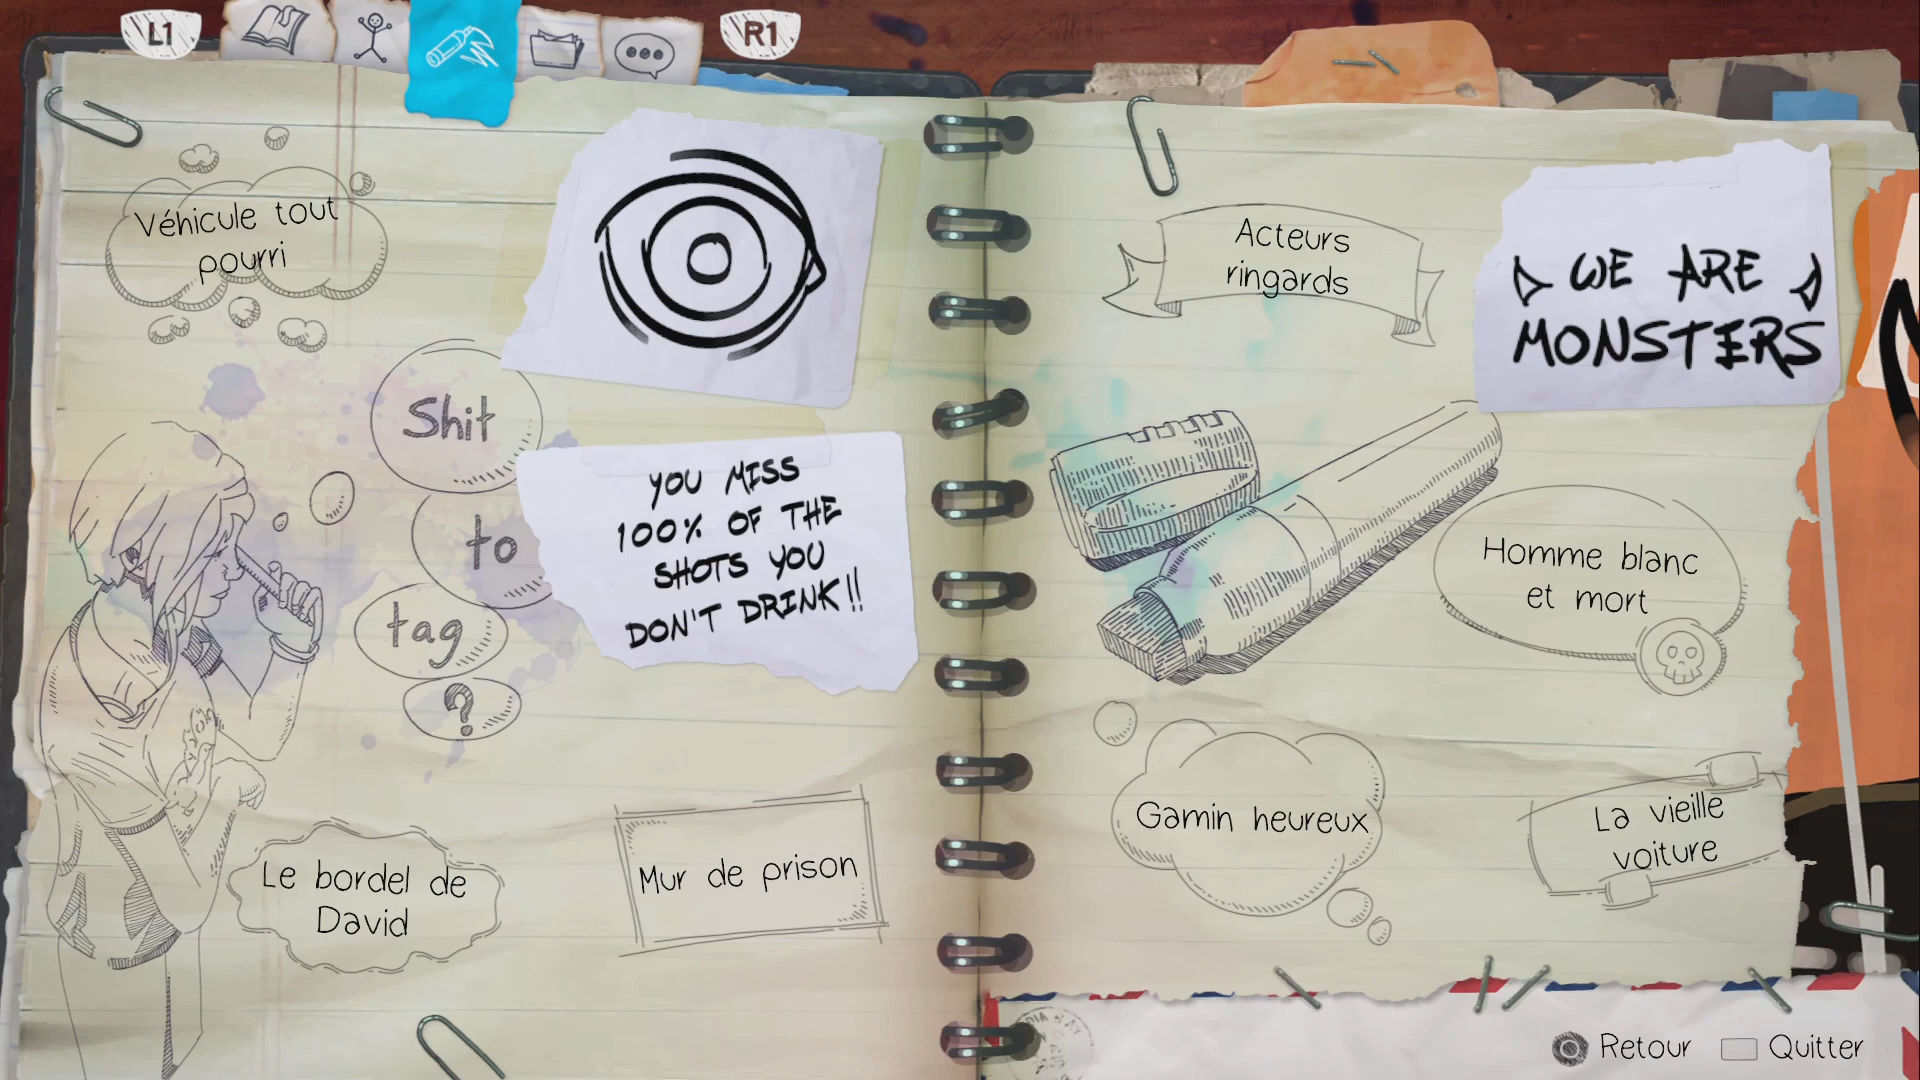 L1
R1
Véhicule tout
pourri
Shit
to
tag
?
YOU MISS
100% OF THE
SHOTS YOU
DON'T DRINK!!
Le bordel de
David
Mur de prison
Acteurs
ringards
WE ARE
MONSTERS
Homme blanc
et mort
Gamin heureux
La vieille
voiture
Retour
Quitter